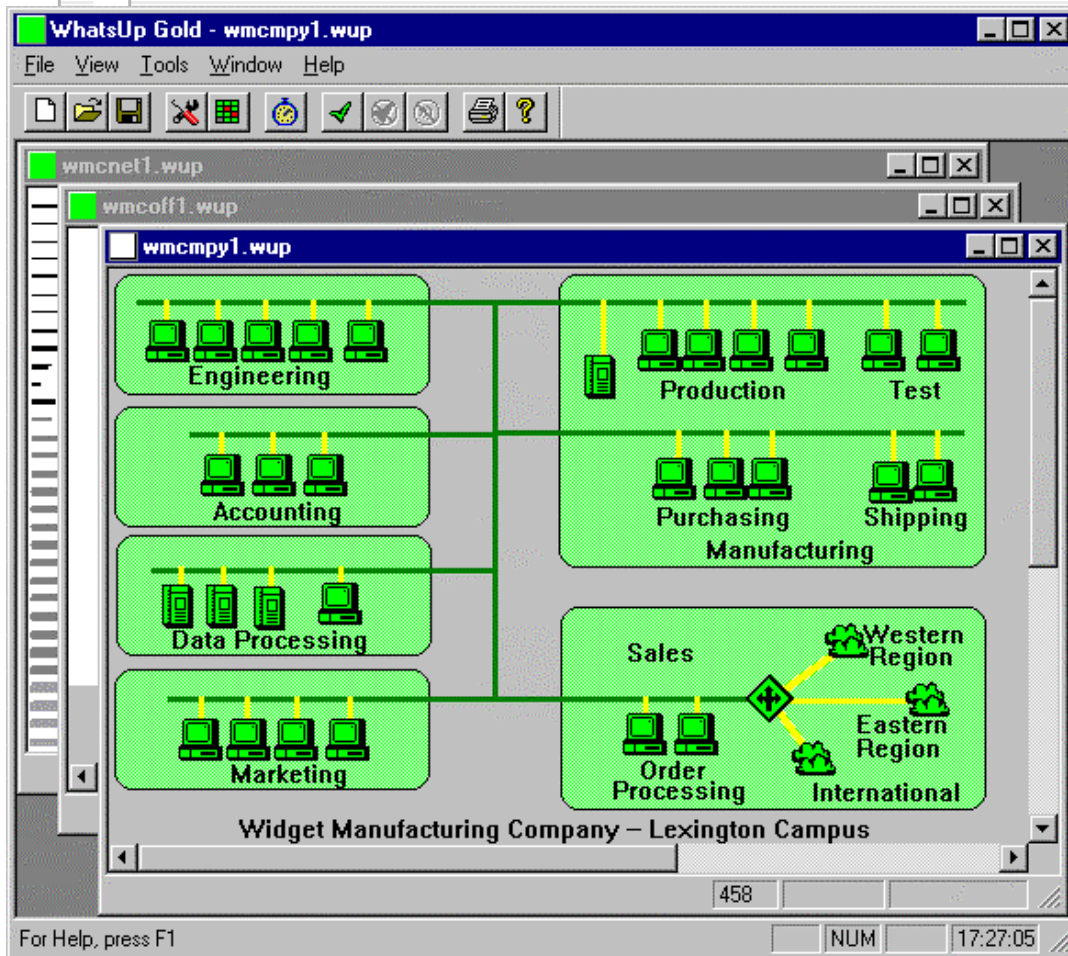 WhatsUp Gold - wmcmpy1.wup
File View Tools Window Help
wmcnet1.wup
wmcoff1.wup
wmcmpy1.wup
Engineering
Production
Test
Accounting
Purchasing
Shipping
Manufacturing
Data Processing
Sales
Western
Region
Eastern
Region
Marketing
Order
Processing
International
Widget Manufacturing Company – Lexington Campus
458
For Help, press F1
NUM
17:27:05